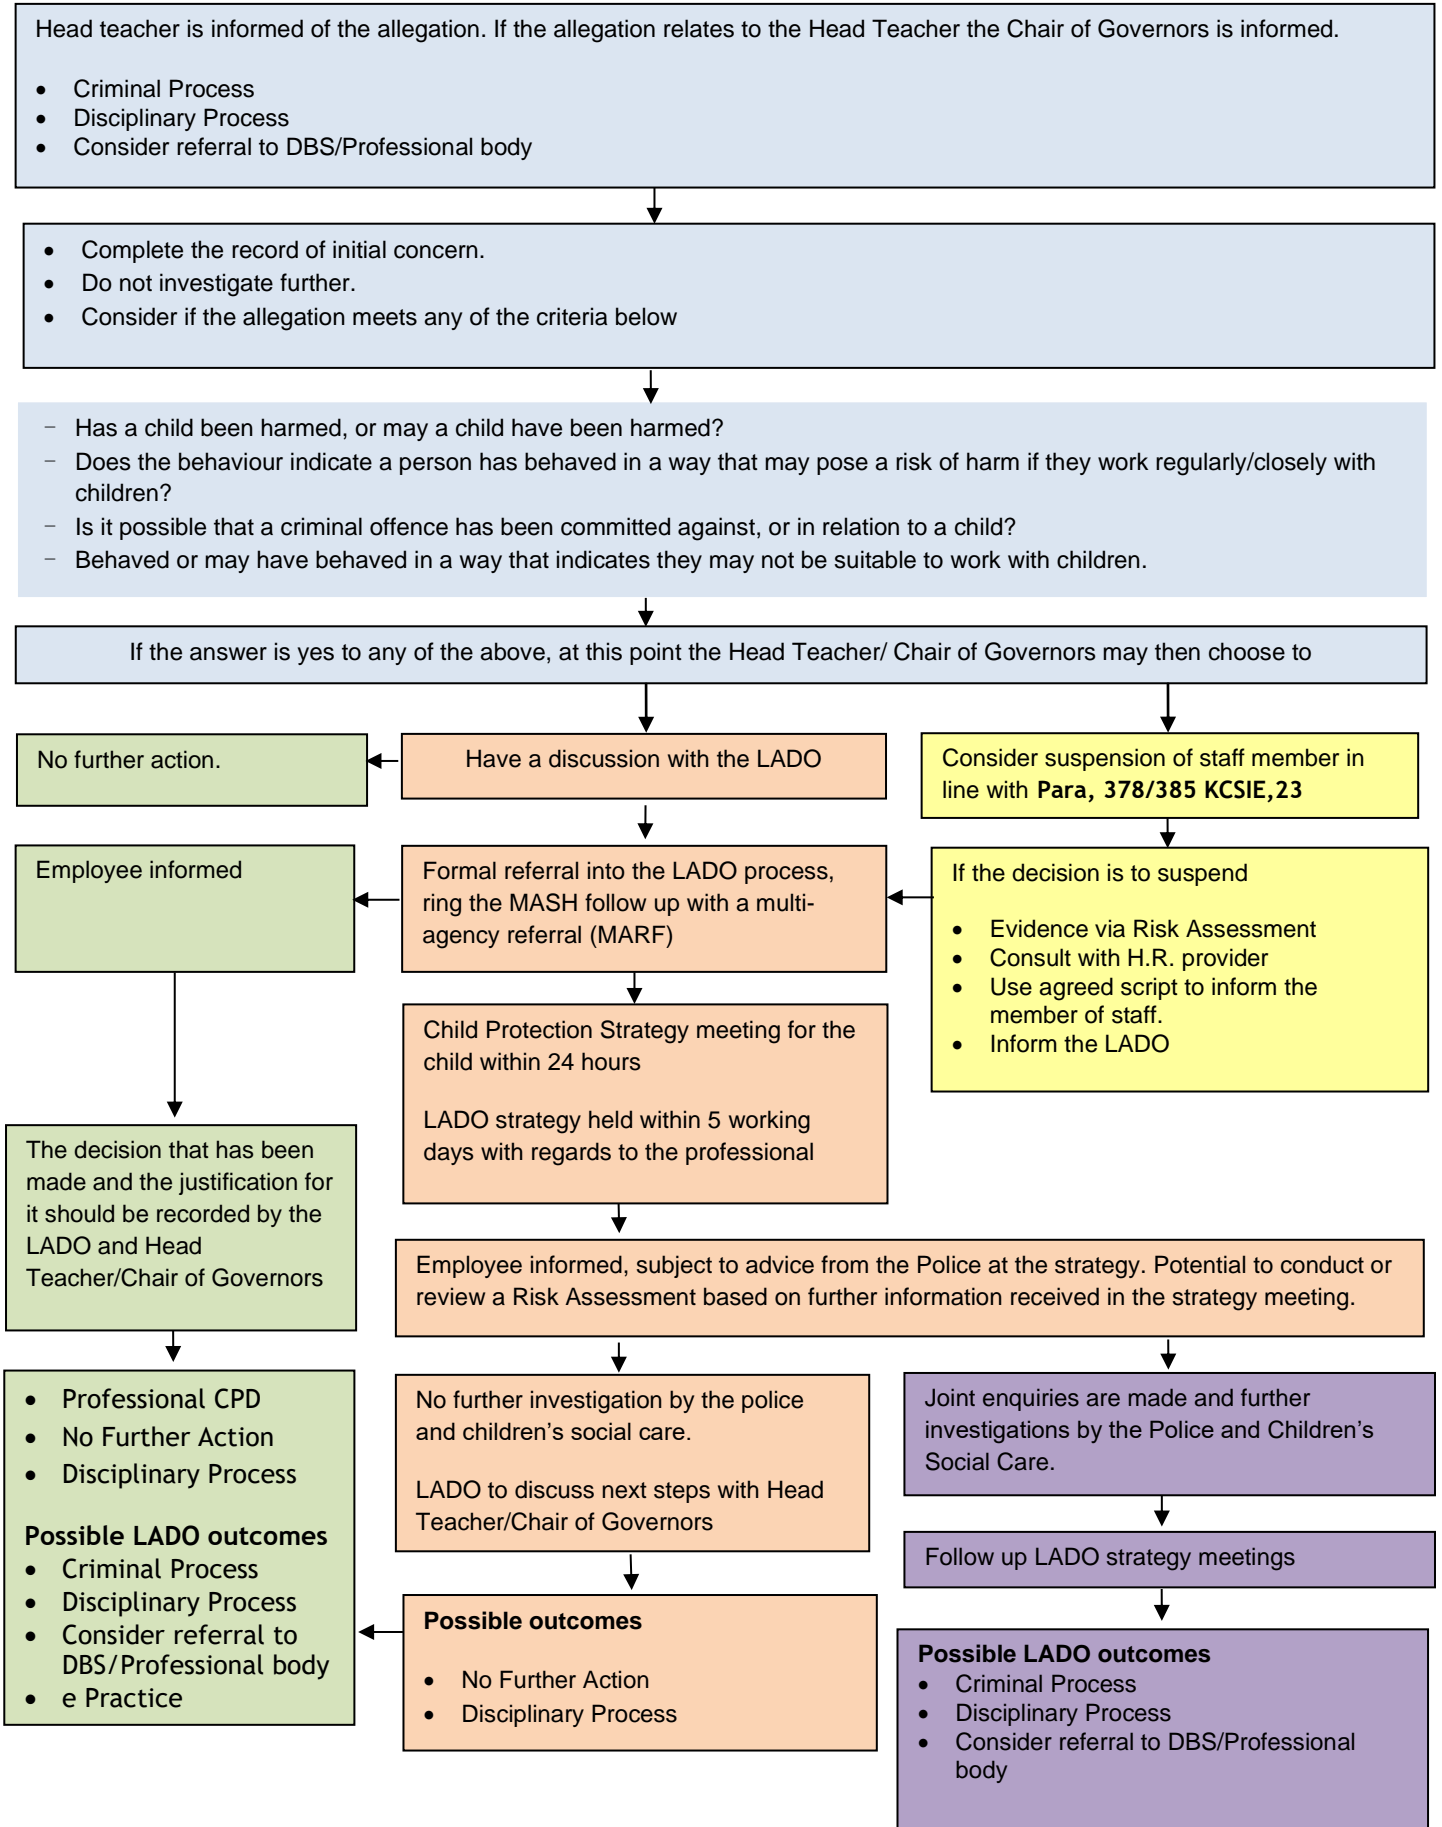 Head teacher is informed of the allegation. If the allegation relates to the Head Teacher the Chair of Governors is informed.
• Criminal Process
• Disciplinary Process
• Consider referral to DBS/Professional body
• Complete the record of initial concern.
• Do not investigate further.
• Consider if the allegation meets any of the criteria below
− Has a child been harmed, or may a child have been harmed?
− Does the behaviour indicate a person has behaved in a way that may pose a risk of harm if they work regularly/closely with
children?
− Is it possible that a criminal offence has been committed against, or in relation to a child?
− Behaved or may have behaved in a way that indicates they may not be suitable to work with children.
If the answer is yes to any of the above, at this point the Head Teacher/ Chair of Governors may then choose to
No further action.
Have a discussion with the LADO
Consider suspension of staff member in
line with Para, 378/385 KCSIE,23
Employee informed
Formal referral into the LADO process,
ring the MASH follow up with a multi-
agency referral (MARF)
If the decision is to suspend
• Evidence via Risk Assessment
• Consult with H.R. provider
• Use agreed script to inform the
member of staff.
• Inform the LADO
Child Protection Strategy meeting for the
child within 24 hours
LADO strategy held within 5 working
days with regards to the professional
The decision that has been
made and the justification for
it should be recorded by the
LADO and Head
Teacher/Chair of Governors
Employee informed, subject to advice from the Police at the strategy. Potential to conduct or
review a Risk Assessment based on further information received in the strategy meeting.
• Professional CPD
• No Further Action
• Disciplinary Process
Possible LADO outcomes
• Criminal Process
• Disciplinary Process
• Consider referral to
DBS/Professional body
• e Practice
No further investigation by the police
and children's social care.
LADO to discuss next steps with Head
Teacher/Chair of Governors
Joint enquiries are made and further
investigations by the Police and Children's
Social Care.
Follow up LADO strategy meetings
Possible outcomes
• No Further Action
• Disciplinary Process
Possible LADO outcomes
• Criminal Process
• Disciplinary Process
• Consider referral to DBS/Professional
body